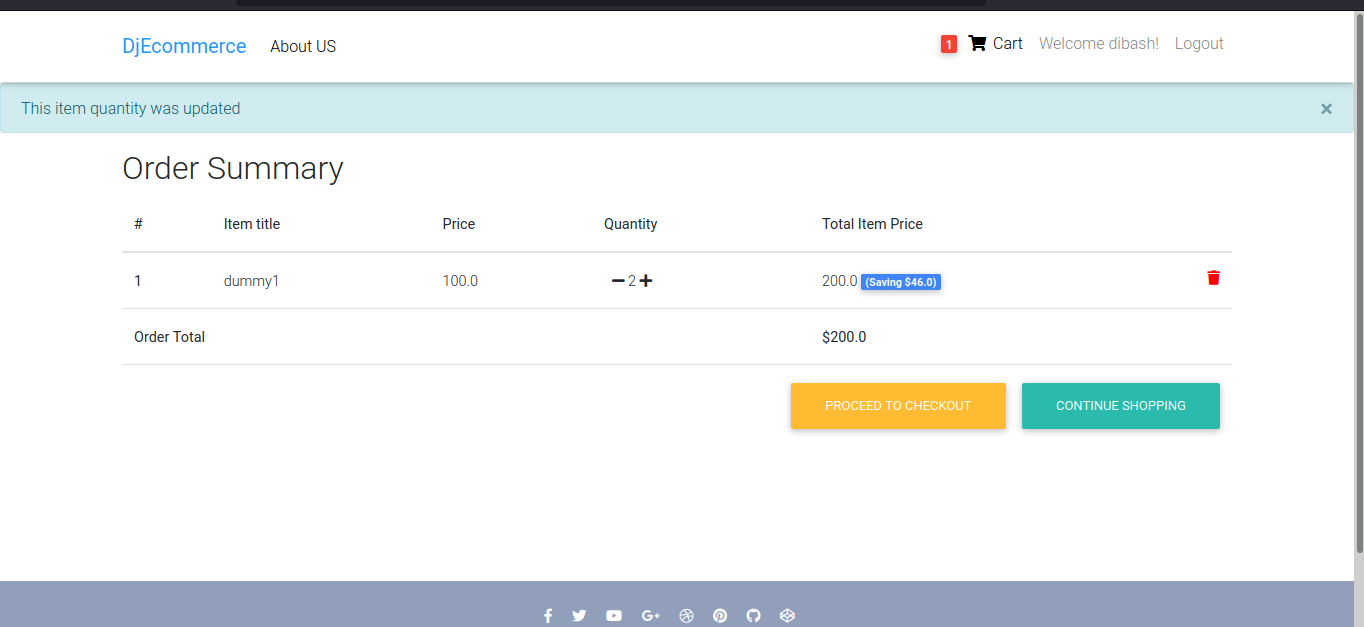 DjEcommerce About US 1 Cart Welcome dibash! Logout
This item quantity was updated ×
Order Summary
# Item title Price Quantity Total Item Price
1 dummy1 100.0 2 200.0 (Saving $46.0)
Order Total $200.0
PROCEED TO CHECKOUT CONTINUE SHOPPING